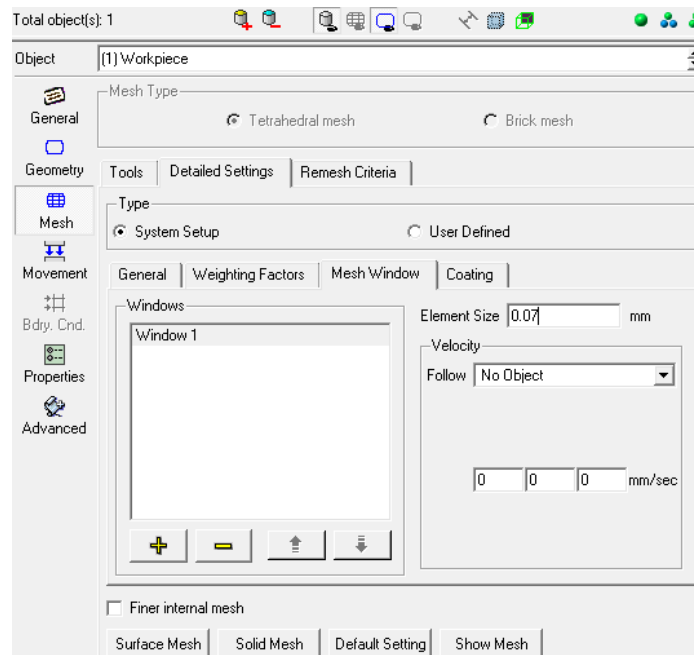 Total object(s): 1
Object (1) Workpiece
General
Geometry
Mesh
Movement
Bdry. Cnd.
Properties
Advanced
Mesh Type
Tetrahedral mesh Brick mesh
Tools Detailed Settings Remesh Criteria
Type
System Setup User Defined
General Weighting Factors Mesh Window Coating
Windows
Window 1
Element Size 0.07 mm
Velocity
Follow No Object
0 0 0 mm/sec
Finer internal mesh
Surface Mesh Solid Mesh Default Setting Show Mesh